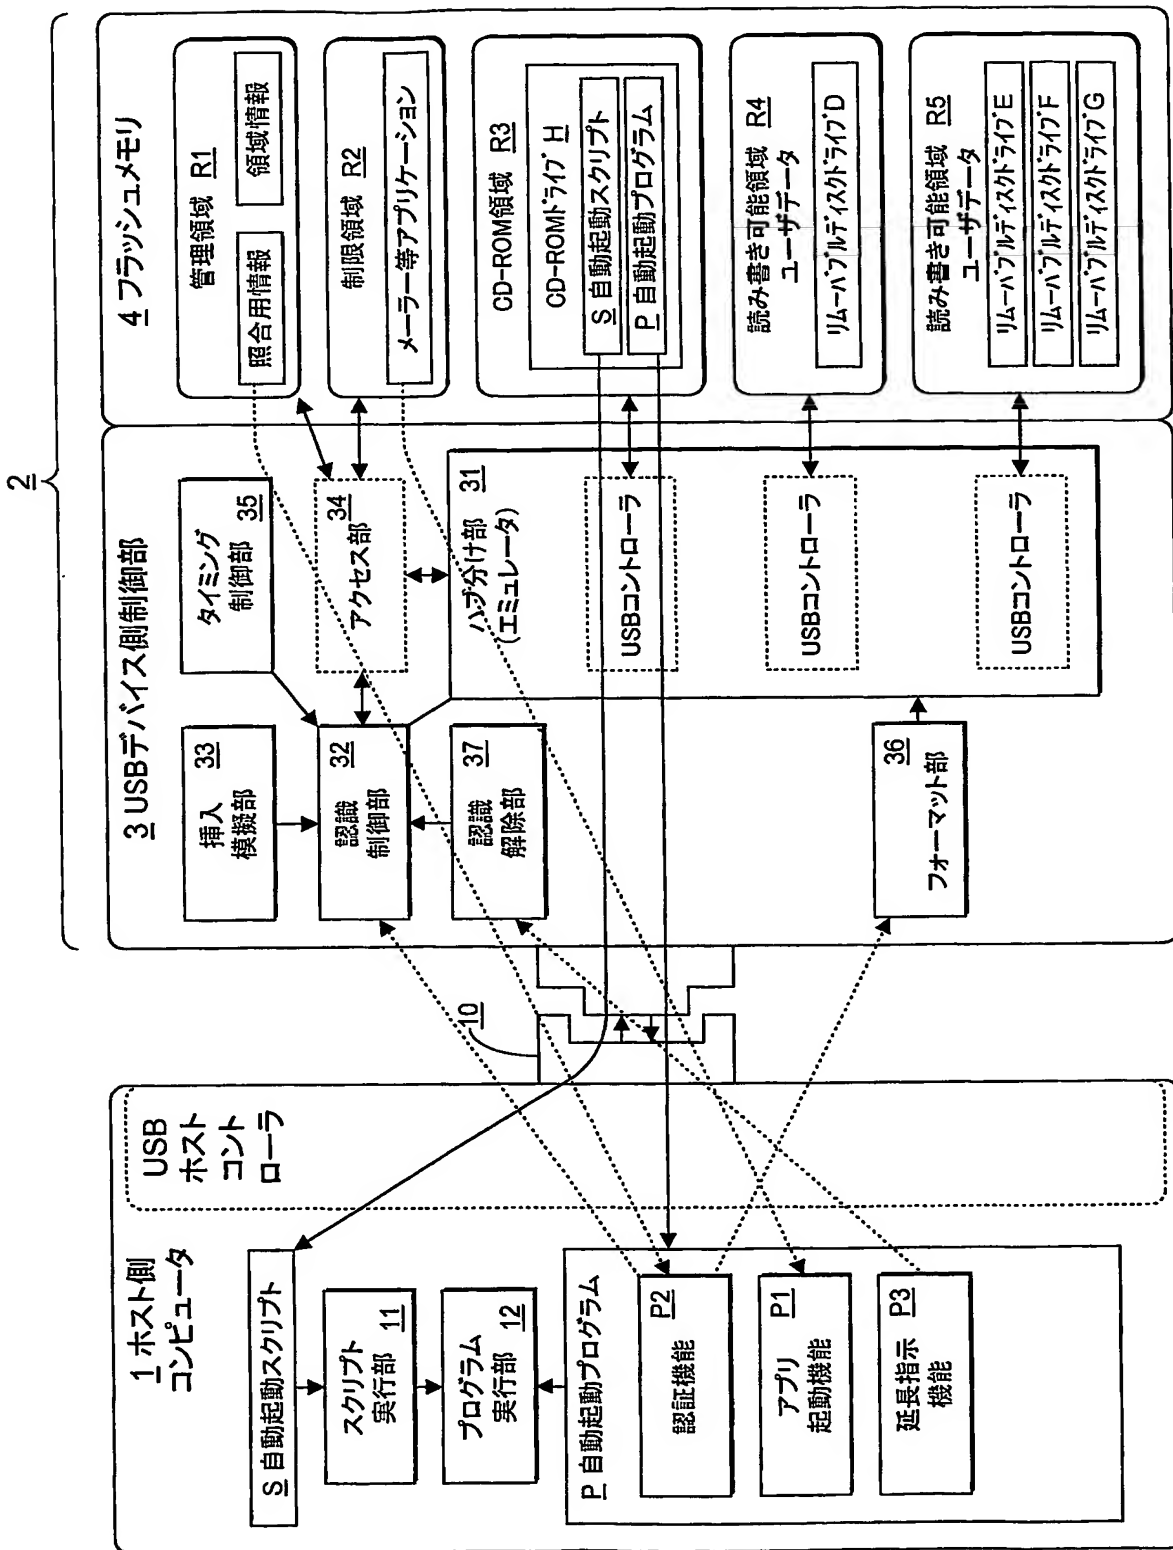 2
1 ホスト側
コンピュータ
USB
ホスト
コント
ローラ
S 自動起動スクリプト
スクリプト
実行部 11
プログラム
実行部 12
P 自動起動プログラム
認証機能 P2
アプリ
起動機能 P1
延長指示
機能 P3
10
3 USBデバイス側制御部
挿入
模擬部 33
タイミング
制御部 35
認識
制御部 32
アクセス部 34
認識
解除部 37
ハブ分け部 31
(エミュレータ)
USBコントローラ
USBコントローラ
USBコントローラ
フォーマット部 36
4 フラッシュメモリ
管理領域 R1
照合用情報
領域情報
制限領域 R2
メーラー等アプリケーション
CD-ROM領域 R3
CD-ROMドライブ H
S 自動起動スクリプト
P 自動起動プログラム
読み書き可能領域 R4
ユーザデータ
リムーバブルディスクドライブD
読み書き可能領域 R5
ユーザデータ
リムーバブルディスクドライブE
リムーバブルディスクドライブF
リムーバブルディスクドライブG